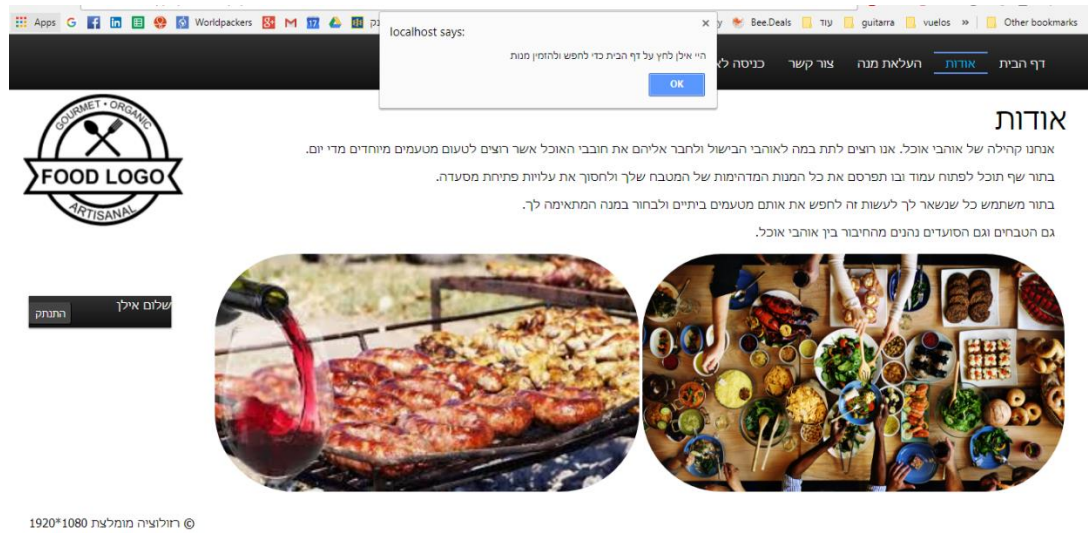 Apps
Worldpackers
17
Bee.Deals
עיון
guitarra
vuelos
»
Other bookmarks
localhost says:
היי אילן לחץ על דף הבית כדי לחפש ולהזמין מנות
OK
דף הבית
אודות
העלאת מנה
צור קשר
כניסה
GOURMET • ORGANIC
FOOD LOGO
ARTISANAL
אודות
אנחנו קהילה של אוהבי אוכל. אנו רוצים לתת במה לאוהבי הבישול ולחבר אליהם את חובבי האוכל אשר רוצים לטעום מטעמים מיוחדים מדי יום.
בתור שף תוכל לפתוח עמוד ובו תפרסם את כל המנות המדהימות של המטבח שלך ולחסוך את עלויות פתיחת מסעדה.
בתור משתמש כל שנשאר לך לעשות זה לחפש את אותם מטעמים ביתיים ולבחור במנה המתאימה לך.
גם הטבחים וגם הסועדים נהנים מהחיבור בין אוהבי אוכל.
שלום אילן
התנתק
© רזולוציה מומלצת 1920*1080